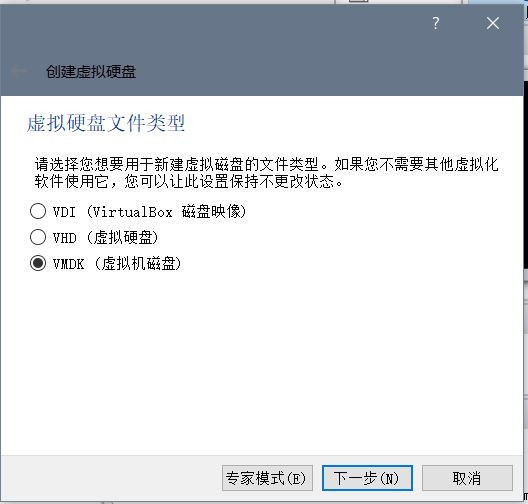 ?
创建虚拟硬盘
虚拟硬盘文件类型
请选择您想要用于新建虚拟磁盘的文件类型。如果您不需要其他虚拟化
软件使用它，您可以让此设置保持不更改状态。
VDI (VirtualBox 磁盘映像)
VHD (虚拟硬盘)
VMDK (虚拟机磁盘)
专家模式(E) 下一步(N) 取消